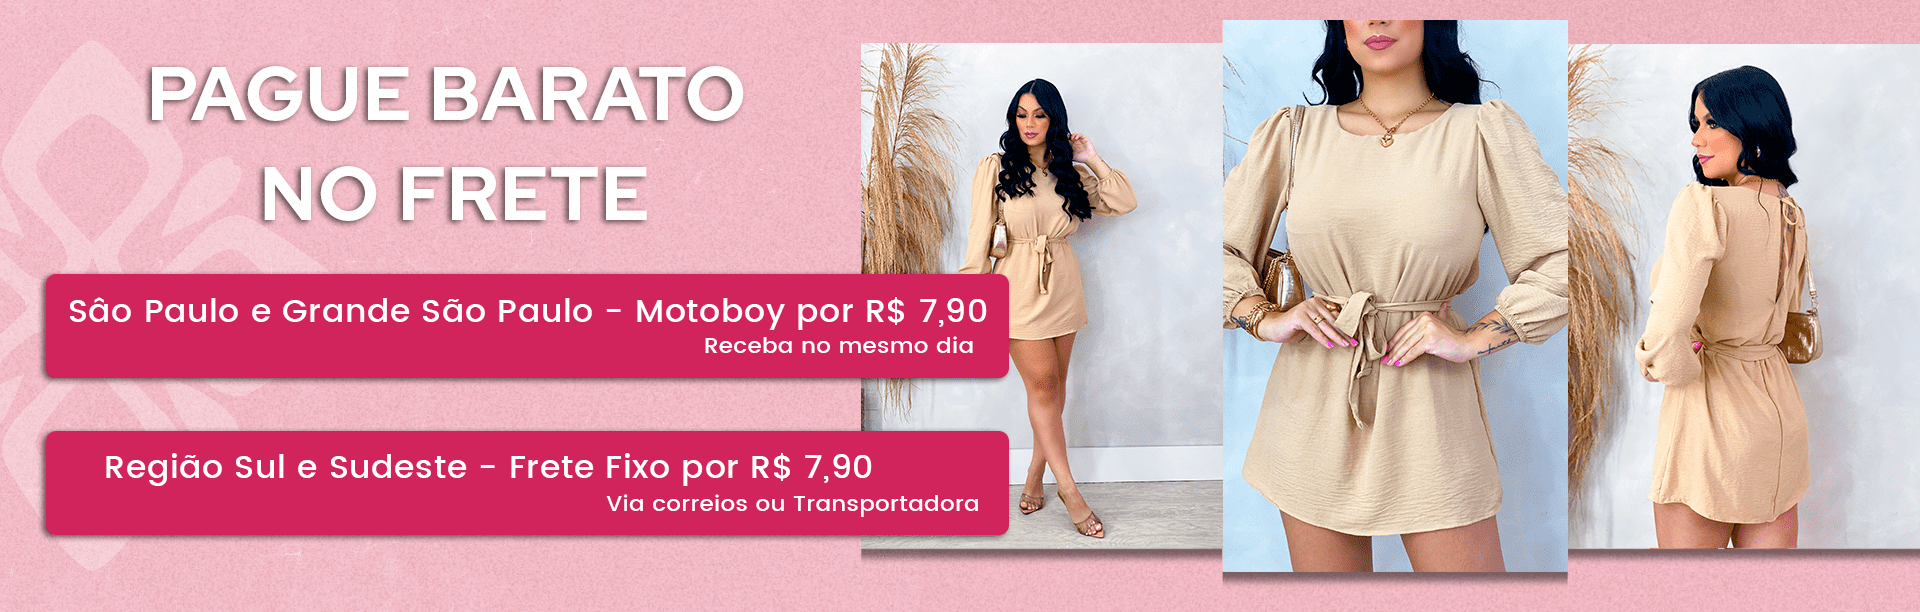 PAGUE BARATO
NO FRETE
Sâo Paulo e Grande São Paulo - Motoboy por R$ 7,90
Receba no mesmo dia
Região Sul e Sudeste - Frete Fixo por R$ 7,90
Via correios ou Transportadora